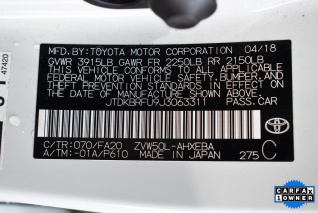 MFD. BY: TOYOTA MOTOR CORPORATION 04/18
GVWR 3915LB GAWR FR 2250LB RR 2150LB
THIS VEHICLE CONFORMS TO ALL APPLICABLE
FEDERAL MOTOR VEHICLE SAFETY, BUMPER,
AND THEFT PREVENTION STANDARDS IN EFFECT
ON THE DATE OF MANUFACTURE SHOWN ABOVE.
JTDKBRFU9J3063311 PASS.CAR
C/TR:070/FA20 ZVW50L-AHXEBA
A/TM:-01A/P610 MADE IN JAPAN 275 C
47420
CARFAX
1OWNER